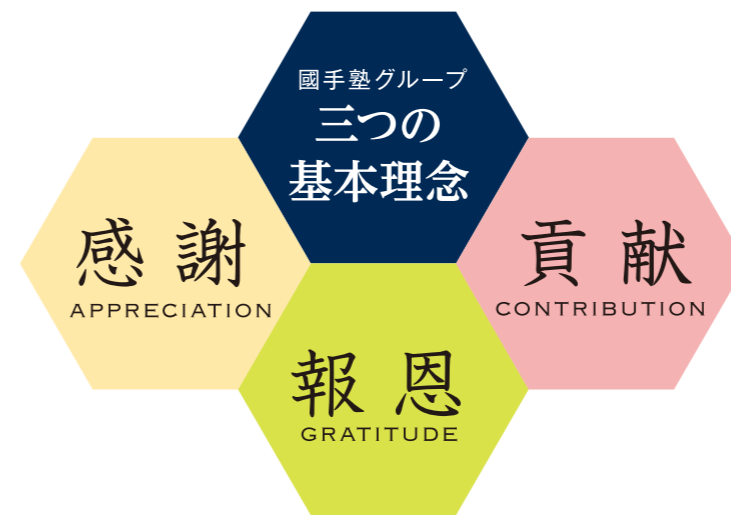 國手塾グループ
三つの
基本理念
感謝
APPRECIATION
貢献
CONTRIBUTION
報恩
GRATITUDE